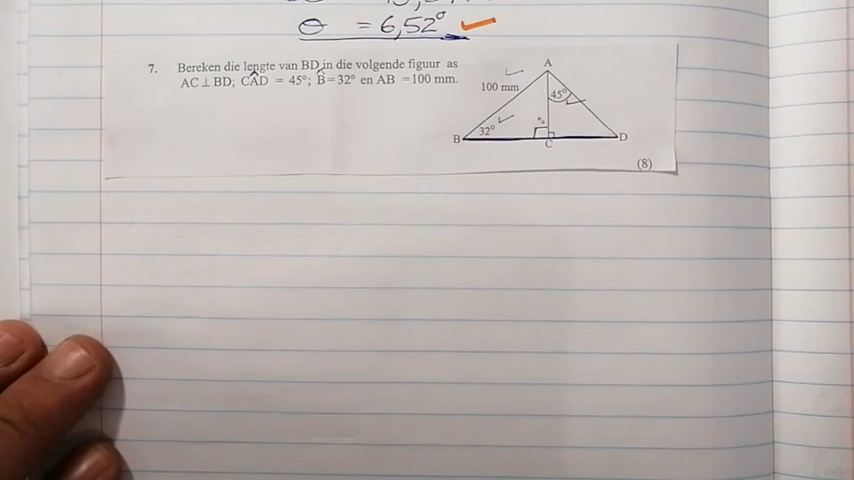 θ = 6,52°
7. Bereken die lengte van BD in die volgende figuur as
AC ⊥ BD; CÂD = 45°; B̂ = 32° en AB = 100 mm.
A
100 mm
45°
32°
B
C
D
(8)